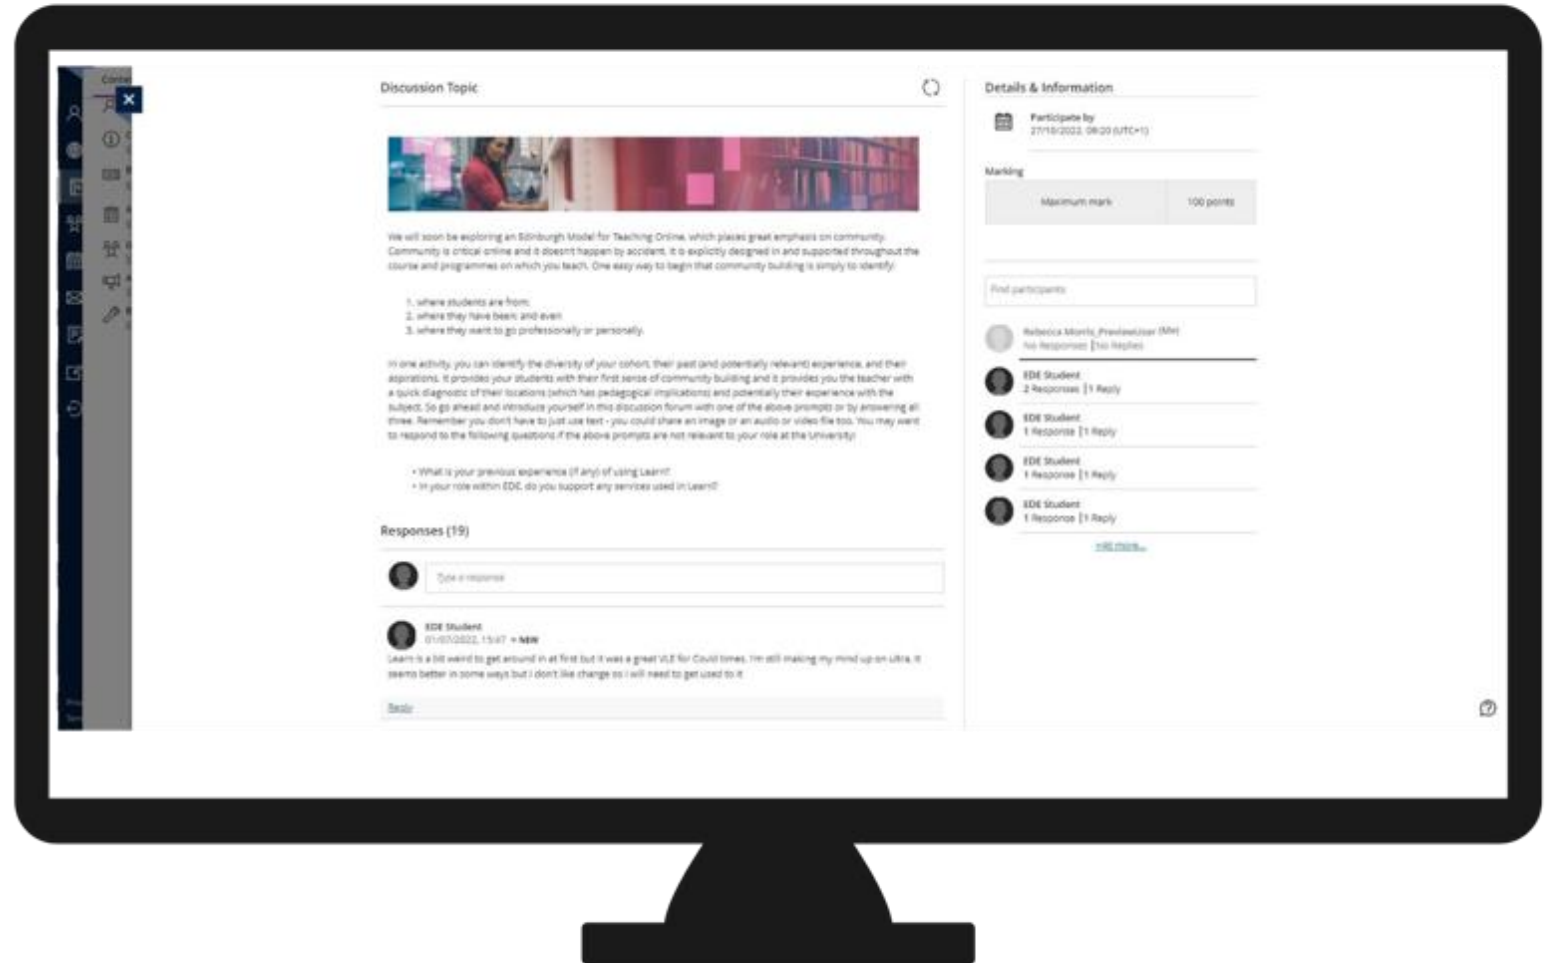 Conte
Discussion Topic
We will soon be exploring an Edinburgh Model for Teaching Online, which places great emphasis on community.
Community is critical online and it doesn't happen by accident. It is explicitly designed in and supported throughout the
course and programmes on which you teach. One easy way to begin that community building is simply to identify:
1. where students are from;
2. where they have been; and even
3. where they want to go professionally or personally.
In one activity, you can identify the diversity of your cohort, their past (and potentially relevant) experience, and their
aspirations. It provides your students with their first sense of community building and it provides you the teacher with
a quick diagnostic of their locations (which has pedagogical implications) and potentially their experience with the
subject. So go ahead and introduce yourself in this discussion forum with one of the above prompts or by answering all
three. Remember you don't have to just use text - you could share an image or an audio or video file too. You may want
to respond to the following questions if the above prompts are not relevant to your role at the University:
• What is your previous experience (if any) of using Learn?
• In your role within EDE, do you support any services used in Learn?
Responses (19)
Type a response
EDE Student
01/07/2022, 15:47 • NEW
Learn is a bit weird to get around in at first but it was a great VLE for Covid times. I'm still making my mind up on ultra. It
seems better in some ways but I don't like change so I will need to get used to it
Reply
Details & Information
Participate by
27/10/2022, 08:20 (UTC+1)
Marking
Maximum mark 100 points
Find participants
Rebecca Morris_PreviewUser (Me)
No Responses | No Replies
EDE Student
2 Responses | 1 Reply
EDE Student
1 Response | 1 Reply
EDE Student
1 Response | 1 Reply
EDE Student
1 Response | 1 Reply
more...